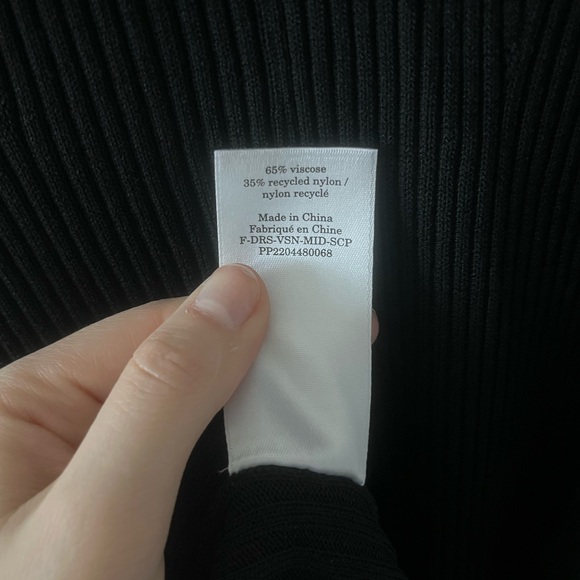 65% viscose
35% recycled nylon /
nylon recyclé
Made in China
Fabriqué en Chine
F-DRS-VSN-MID-SCP
PP2204480068